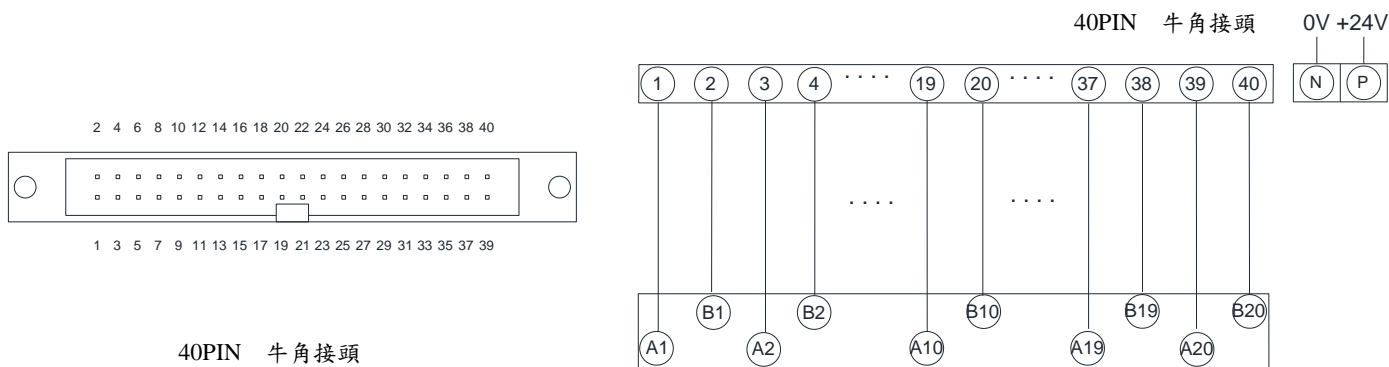 40PIN 牛角接頭 0V +24V
1 2 3 4 ···· 19 20 ···· 37 38 39 40 N P
2 4 6 8 10 12 14 16 18 20 22 24 26 28 30 32 34 36 38 40
···· ····
1 3 5 7 9 11 13 15 17 19 21 23 25 27 29 31 33 35 37 39
B1 B2 B10 B19 B20
A1 A2 A10 A19 A20
40PIN 牛角接頭